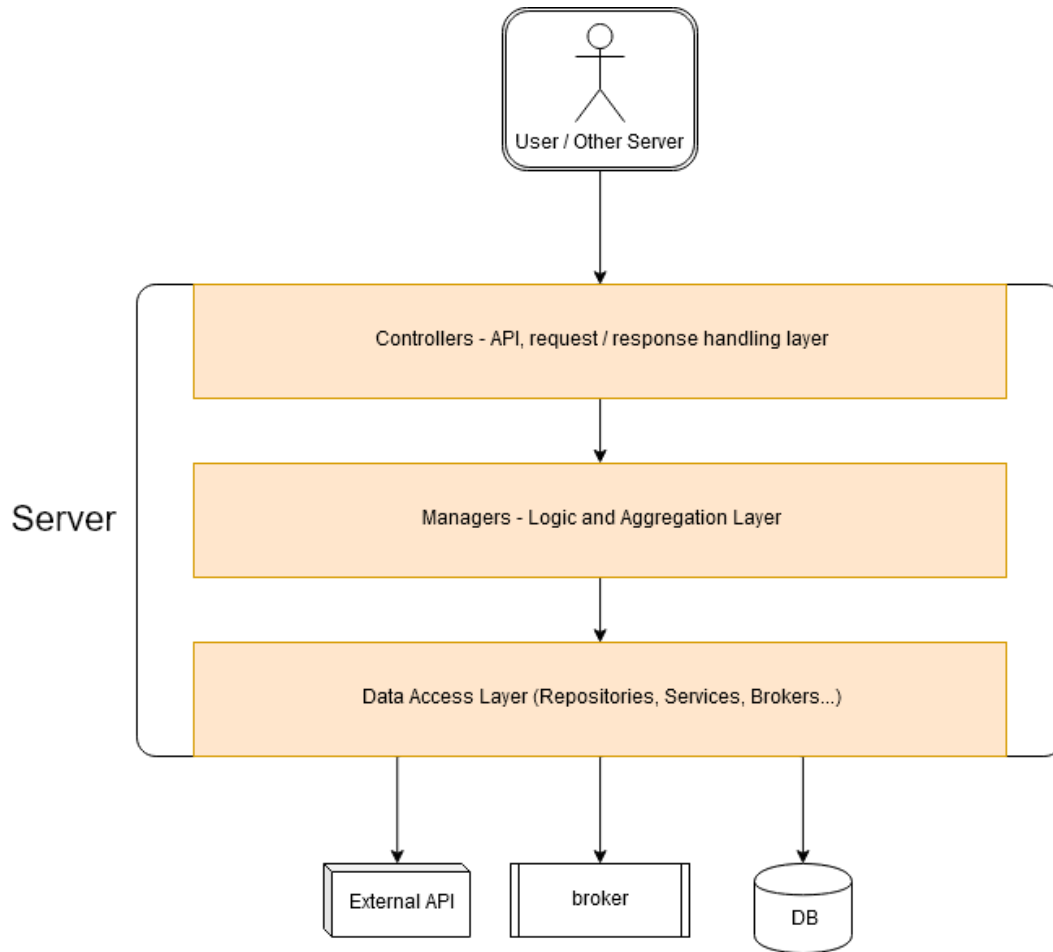 User / Other Server
Controllers - API, request / response handling layer
Server
Managers - Logic and Aggregation Layer
Data Access Layer (Repositories, Services, Brokers...)
External API
broker
DB